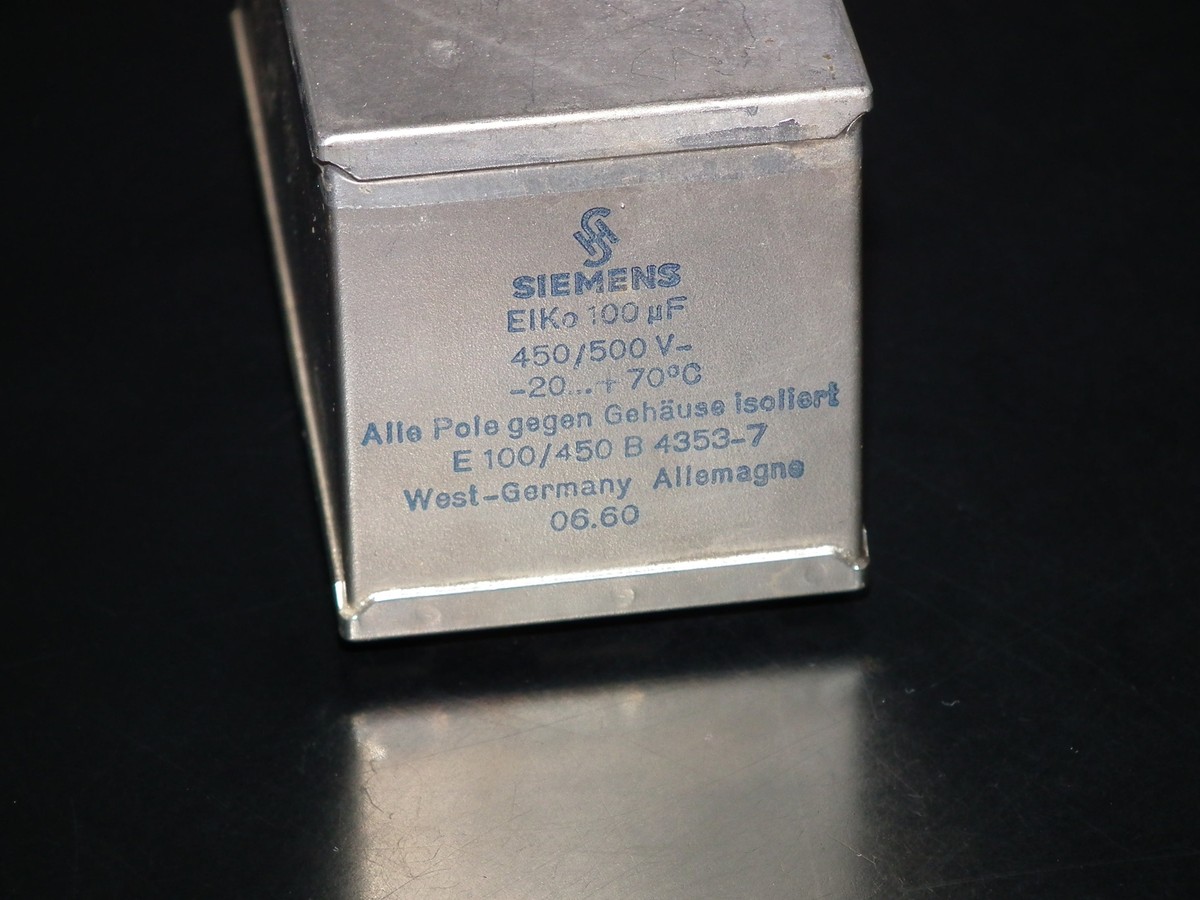 SIEMENS
ElKo 100 µF
450/500 V–
-20...+ 70°C
Alle Pole gegen Gehäuse isoliert
E 100/450 B 4353-7
West-Germany Allemagne
06.60